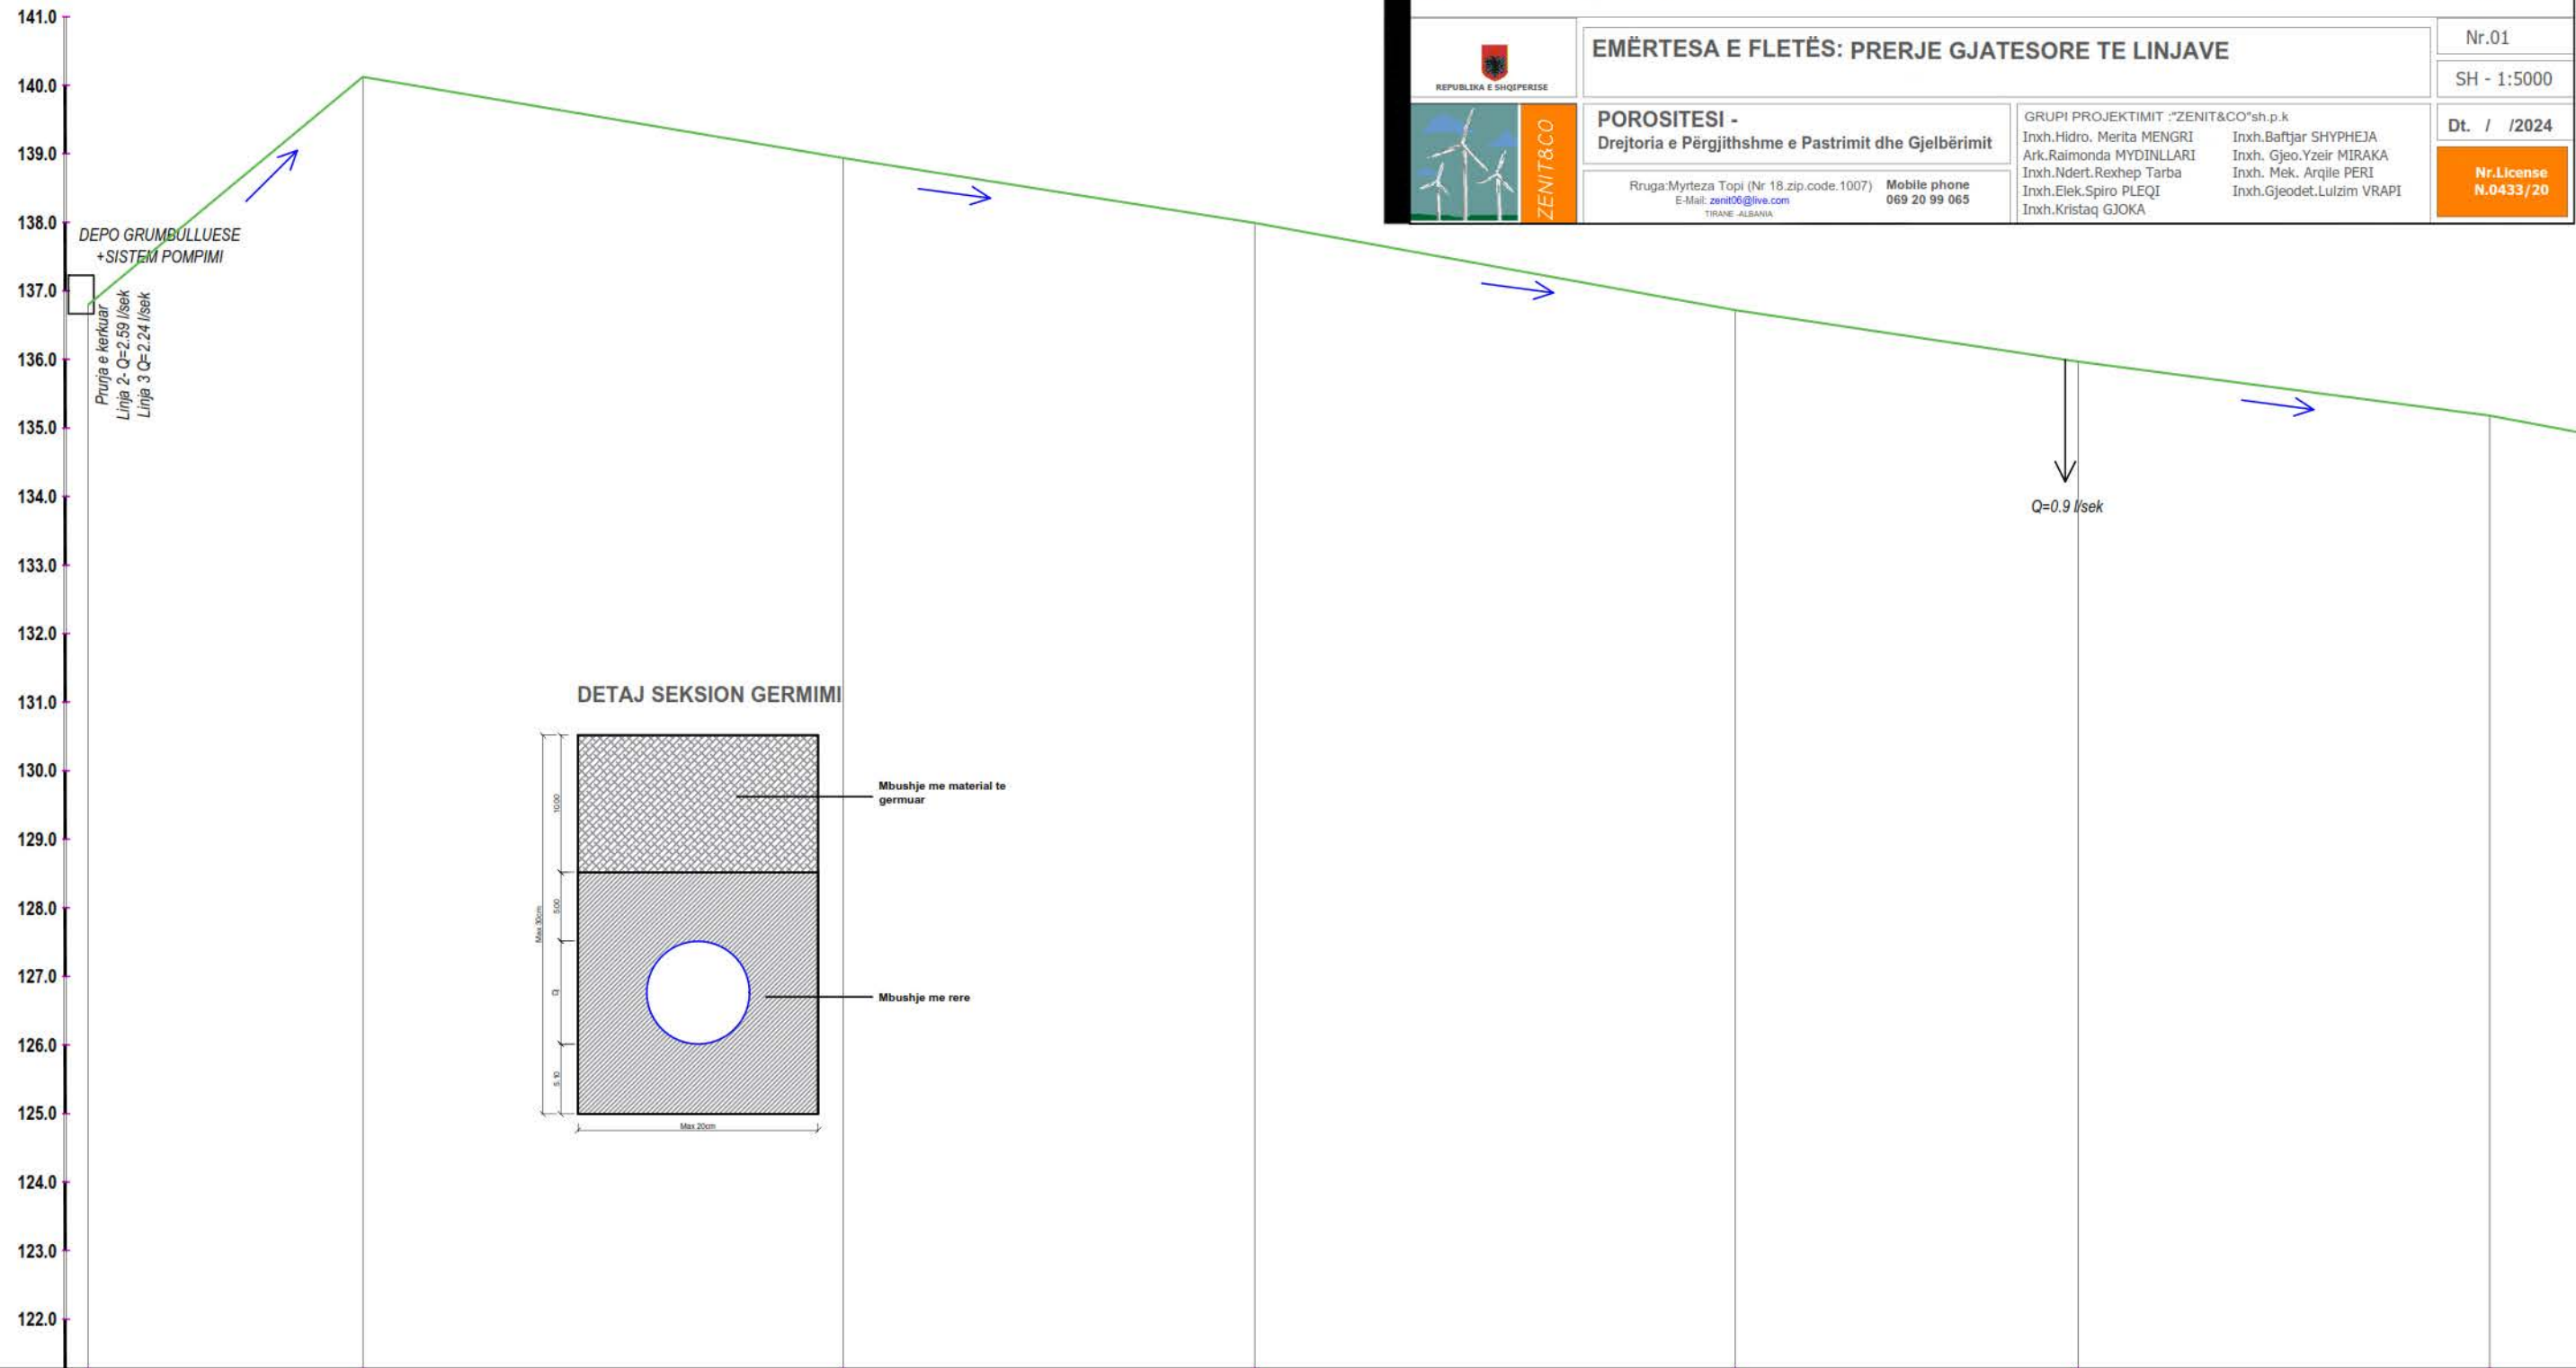 141.0
140.0
139.0
138.0
137.0
136.0
135.0
134.0
133.0
132.0
131.0
130.0
129.0
128.0
127.0
126.0
125.0
124.0
123.0
122.0
DEPO GRUMBULLUESE
+SISTEM POMPIMI
Prurja e kerkuar
Linja 2- Q=2.59 l/sek
Linja 3 Q=2.24 l/sek
REPUBLIKA E SHQIPERISE
EMËRTESA E FLETËS: PRERJE GJATESORE TE LINJAVE
Nr.01
SH - 1:5000
ZENIT&CO
POROSITESI -
Drejtoria e Përgjithshme e Pastrimit dhe Gjelbërimit
Rruga:Myrteza Topi (Nr 18.zip.code.1007)
E-Mail: zenit06@live.com
TIRANE -ALBANIA
Mobile phone
069 20 99 065
GRUPI PROJEKTIMIT :"ZENIT&CO"sh.p.k
Inxh.Hidro. Merita MENGRI
Ark.Raimonda MYDINLLARI
Inxh.Ndert.Rexhep Tarba
Inxh.Elek.Spiro PLEQI
Inxh.Kristaq GJOKA
Inxh.Baftjar SHYPHEJA
Inxh. Gjeo.Yzeir MIRAKA
Inxh. Mek. Arqile PERI
Inxh.Gjeodet.Lulzim VRAPI
Dt. / /2024
Nr.License
N.0433/20
Q=0.9 l/sek
DETAJ SEKSION GERMIMI
Mbushje me material te
germuar
Mbushje me rere
Max 30cm
10.00
5.00
5.10
Max 20cm